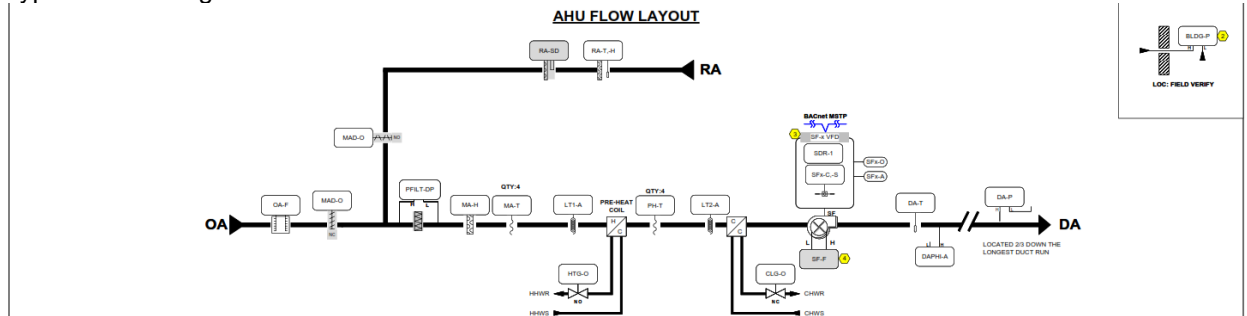 AHU FLOW LAYOUT
BLDG-P
2
H
L
LOC: FIELD VERIFY
RA-SD
RA-T,-H
RA
BACnet MSTP
3
SF-x VFD
MAD-O
NO
SDR-1
SFx-C,-S
SFx-O
SFx-A
OA-F
MAD-O
NC
PFILT-DP
H
L
MA-H
QTY:4
MA-T
LT1-A
PRE-HEAT
COIL
H
C
QTY:4
PH-T
LT2-A
C
C
SF
L
H
SF-F
4
DA-T
DA-P
H
L
DAPHI-A
L
H
OA
DA
LOCATED 2/3 DOWN THE
LONGEST DUCT RUN
HTG-O
NO
HHWR
HHWS
CLG-O
NC
CHWR
CHWS